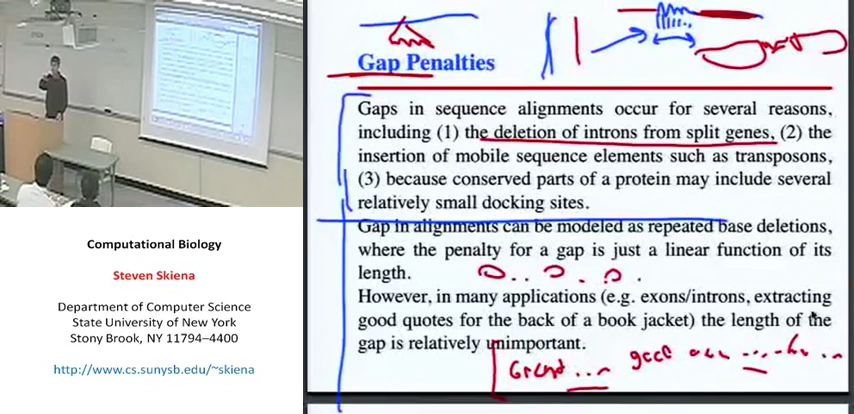 Gap Penalties
Gaps in sequence alignments occur for several reasons,
including (1) the deletion of introns from split genes, (2) the
insertion of mobile sequence elements such as transposons,
(3) because conserved parts of a protein may include several
relatively small docking sites.
Gap in alignments can be modeled as repeated base deletions,
where the penalty for a gap is just a linear function of its
length.
However, in many applications (e.g. exons/introns, extracting
good quotes for the back of a book jacket) the length of the
gap is relatively unimportant.
Computational Biology
Steven Skiena
Department of Computer Science
State University of New York
Stony Brook, NY 11794–4400
http://www.cs.sunysb.edu/~skiena